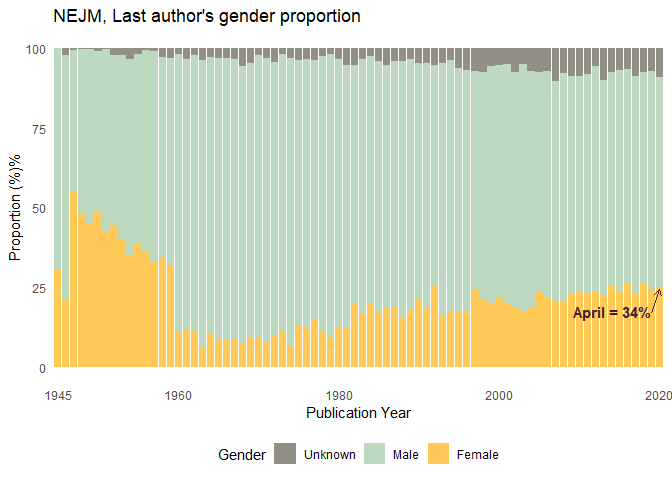 NEJM, Last author's gender proportion
100
75
50
25
0
Proportion (%)%
April = 34%
1945 1960 1980 2000 2020
Publication Year
Gender Unknown Male Female